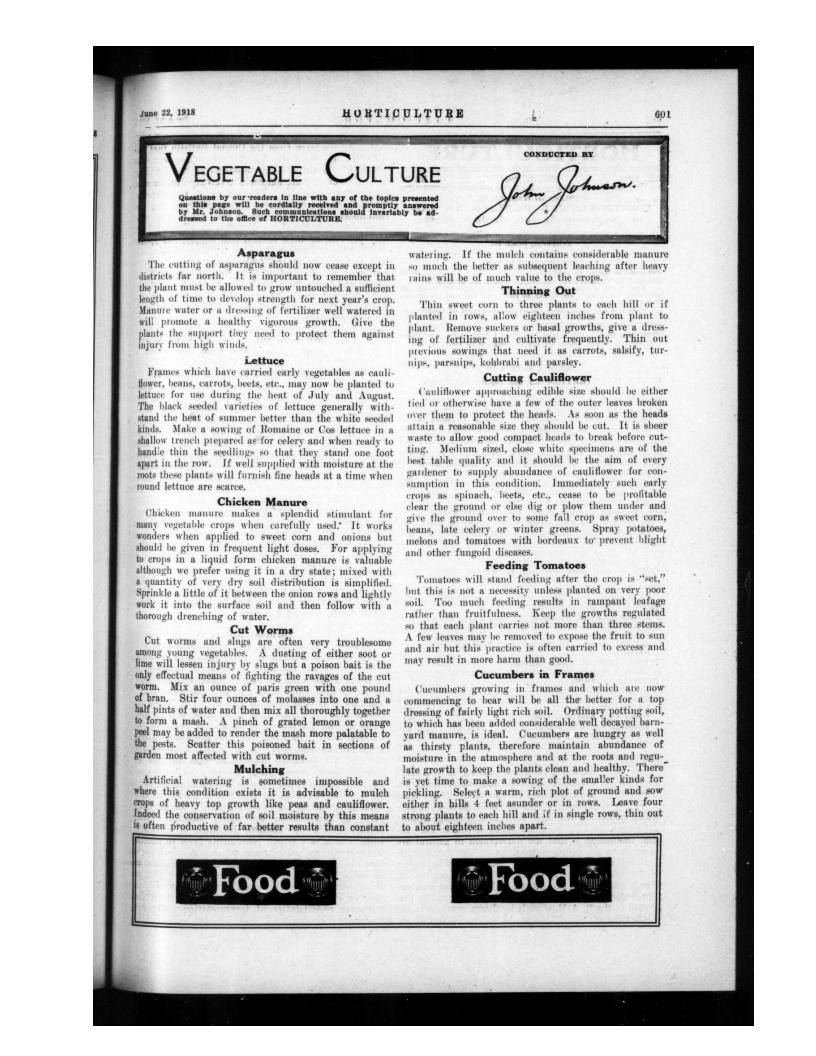 June 22, 1918
HORTICULTURE
601
VEGETABLE CULTURE
Questions by our readers in line with any of the topics presented
on this page will be cordially received and promptly answered
by Mr. Johnson. Such communications should invariably be ad-
dressed to the office of HORTICULTURE.
CONDUCTED BY
John Johnson.
Asparagus
The cutting of asparagus should now cease except in
districts far north. It is important to remember that
the plant must be allowed to grow untouched a sufficient
length of time to develop strength for next year's crop.
Manure water or a dressing of fertilizer well watered in
will promote a healthy vigorous growth. Give the
plants the support they need to protect them against
injury from high winds.
Lettuce
Frames which have carried early vegetables as cauli-
flower, beans, carrots, beets, etc., may now be planted to
lettuce for use during the heat of July and August.
The black seeded varieties of lettuce generally with-
stand the heat of summer better than the white seeded
kinds. Make a sowing of Romaine or Cos lettuce in a
shallow trench prepared as for celery and when ready to
handle thin the seedlings so that they stand one foot
apart in the row. If well supplied with moisture at the
roots these plants will furnish fine heads at a time when
round lettuce are scarce.
Chicken Manure
Chicken manure makes a splendid stimulant for
many vegetable crops when carefully used. It works
wonders when applied to sweet corn and onions but
should be given in frequent light doses. For applying
to crops in a liquid form chicken manure is valuable
although we prefer using it in a dry state; mixed with
a quantity of very dry soil distribution is simplified.
Sprinkle a little of it between the onion rows and lightly
work it into the surface soil and then follow with a
thorough drenching of water.
Cut Worms
Cut worms and slugs are often very troublesome
among young vegetables. A dusting of either soot or
lime will lessen injury by slugs but a poison bait is the
only effectual means of fighting the ravages of the cut
worm. Mix an ounce of paris green with one pound
of bran. Stir four ounces of molasses into one and a
half pints of water and then mix all thoroughly together
to form a mash. A pinch of grated lemon or orange
peel may be added to render the mash more palatable to
the pests. Scatter this poisoned bait in sections of
garden most affected with cut worms.
Mulching
Artificial watering is sometimes impossible and
where this condition exists it is advisable to mulch
crops of heavy top growth like peas and cauliflower.
Indeed the conservation of soil moisture by this means
is often productive of far better results than constant
watering. If the mulch contains considerable manure
so much the better as subsequent leaching after heavy
rains will be of much value to the crops.
Thinning Out
Thin sweet corn to three plants to each hill or if
planted in rows, allow eighteen inches from plant to
plant. Remove suckers or basal growths, give a dress-
ing of fertilizer and cultivate frequently. Thin out
previous sowings that need it as carrots, salsify, tur-
nips, parsnips, kohlrabi and parsley.
Cutting Cauliflower
Cauliflower approaching edible size should be either
tied or otherwise have a few of the outer leaves broken
over them to protect the heads. As soon as the heads
attain a reasonable size they should be cut. It is sheer
waste to allow good compact heads to break before cut-
ting. Medium sized, close white specimens are of the
best table quality and it should be the aim of every
gardener to supply abundance of cauliflower for con-
sumption in this condition. Immediately such early
crops as spinach, beets, etc., cease to be profitable
clear the ground or else dig or plow them under and
give the ground over to some fall crop as sweet corn,
beans, late celery or winter greens. Spray potatoes,
melons and tomatoes with bordeaux to prevent blight
and other fungoid diseases.
Feeding Tomatoes
Tomatoes will stand feeding after the crop is "set,"
but this is not a necessity unless planted on very poor
soil. Too much feeding results in rampant leafage
rather than fruitfulness. Keep the growths regulated
so that each plant carries not more than three stems.
A few leaves may be removed to expose the fruit to sun
and air but this practice is often carried to excess and
may result in more harm than good.
Cucumbers in Frames
Cucumbers growing in frames and which are now
commencing to bear will be all the better for a top
dressing of fairly light rich soil. Ordinary potting soil,
to which has been added considerable well decayed barn-
yard manure, is ideal. Cucumbers are hungry as well
as thirsty plants, therefore maintain abundance of
moisture in the atmosphere and at the roots and regu-
late growth to keep the plants clean and healthy. There
is yet time to make a sowing of the smaller kinds for
pickling. Select a warm, rich plot of ground and sow
either in hills 4 feet asunder or in rows. Leave four
strong plants to each hill and if in single rows, thin out
to about eighteen inches apart.
Food
Food